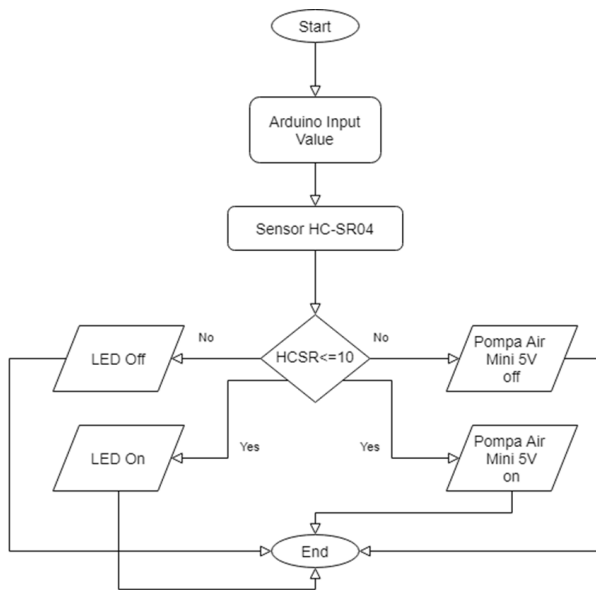 Start
Arduino Input
Value
Sensor HC-SR04
HCSR<=10
No
No
LED Off
Pompa Air
Mini 5V
off
Yes
Yes
LED On
Pompa Air
Mini 5V
on
End